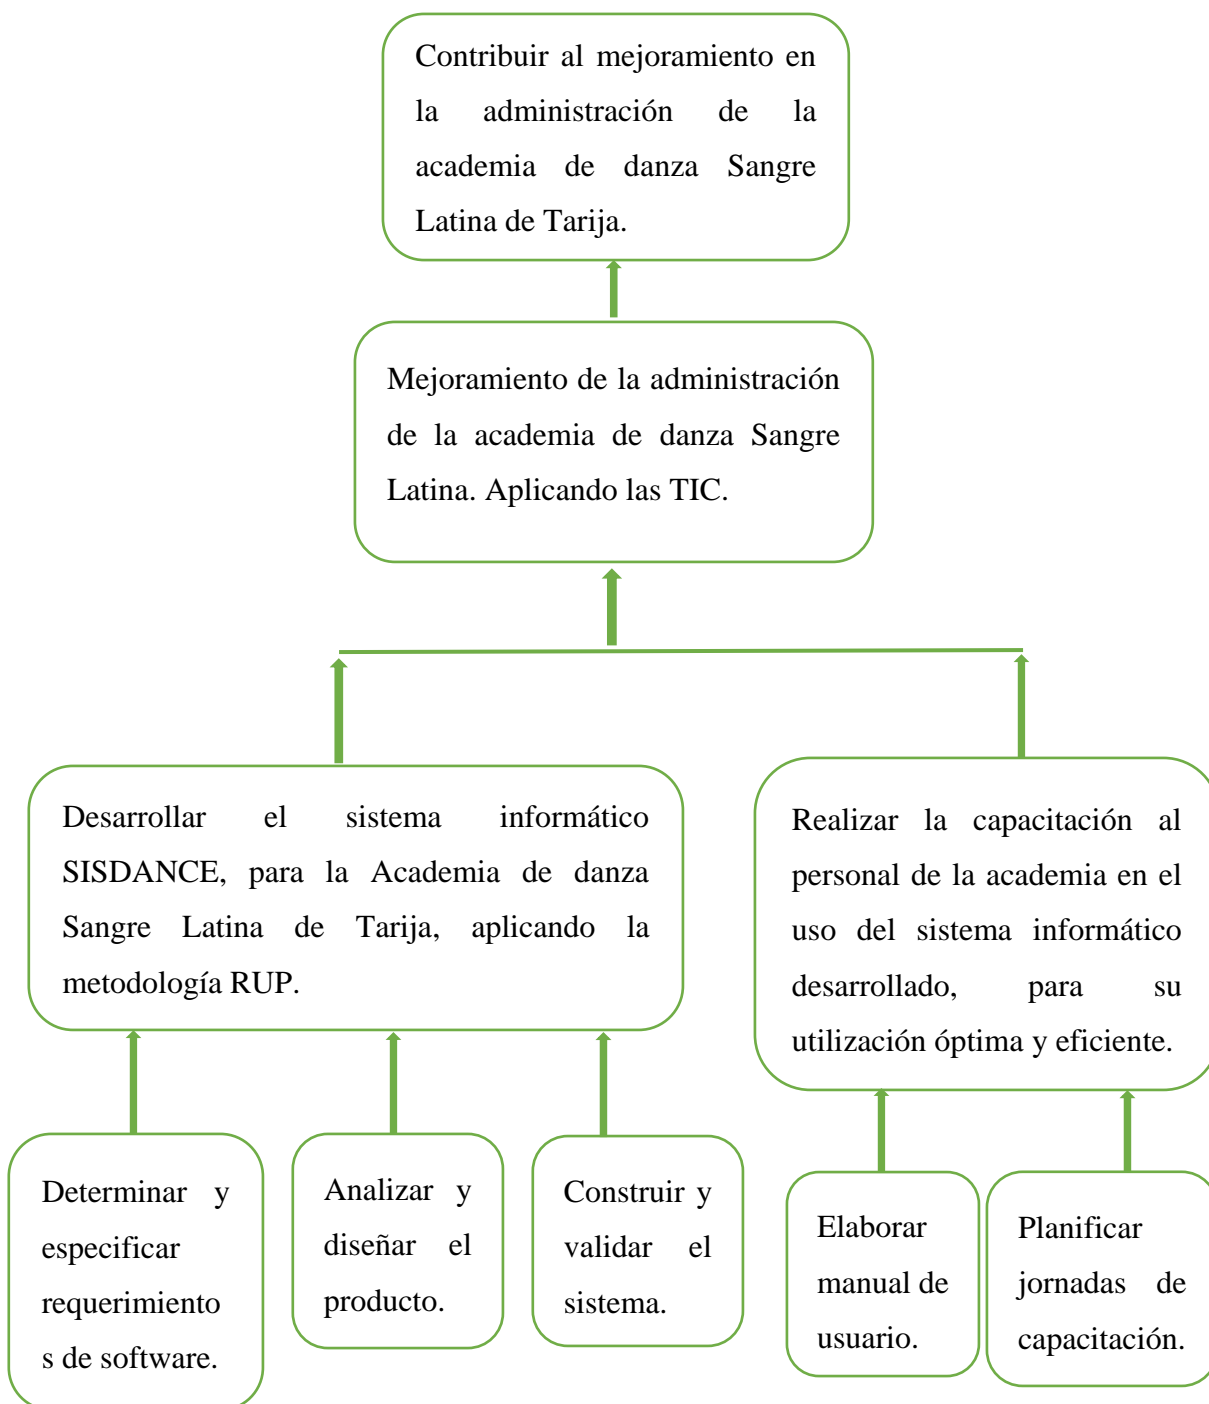 Contribuir al mejoramiento en
la administración de la
academia de danza Sangre
Latina de Tarija.
Mejoramiento de la administración
de la academia de danza Sangre
Latina. Aplicando las TIC.
Desarrollar el sistema informático
SISDANCE, para la Academia de danza
Sangre Latina de Tarija, aplicando la
metodología RUP.
Realizar la capacitación al
personal de la academia en el
uso del sistema informático
desarrollado, para su
utilización óptima y eficiente.
Determinar y
especificar
requerimiento
s de software.
Analizar y
diseñar el
producto.
Construir y
validar el
sistema.
Elaborar
manual de
usuario.
Planificar
jornadas de
capacitación.